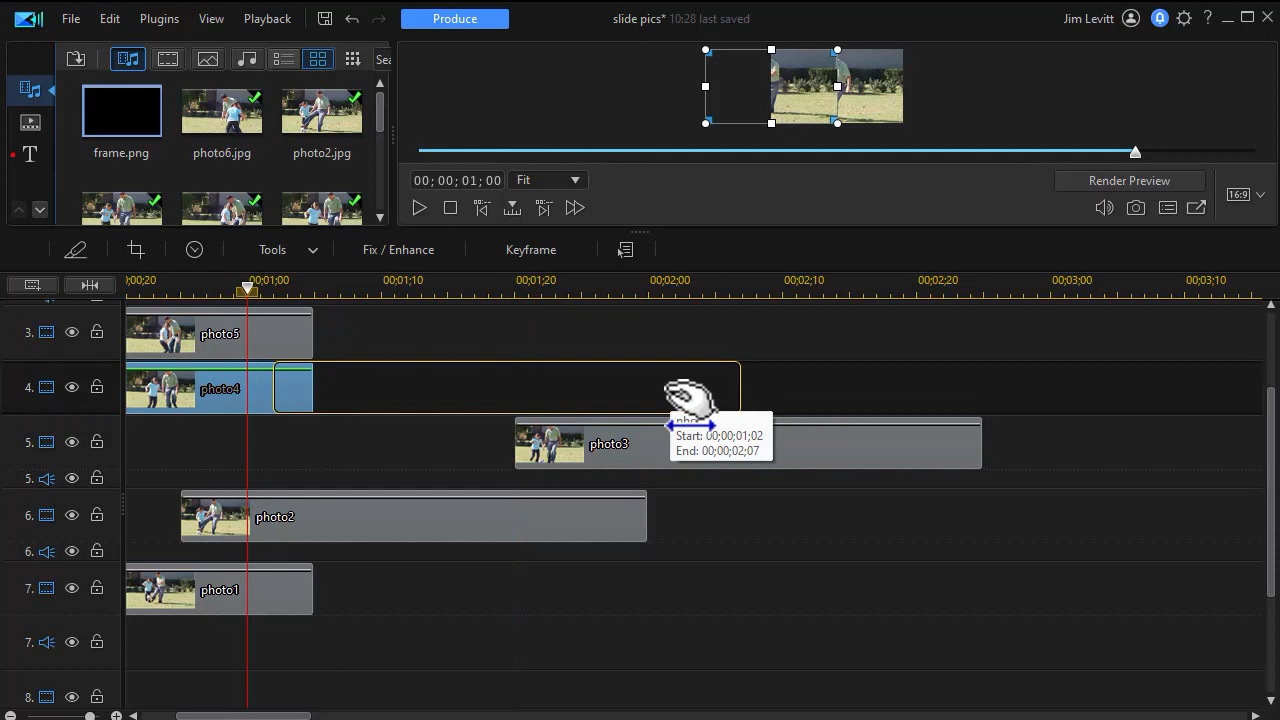 File Edit Plugins View Playback Produce slide pics* 10:28 last saved Jim Levitt
frame.png photo6.jpg photo2.jpg
T
00; 00; 01; 00 Fit Render Preview 16:9
Tools Fix / Enhance Keyframe
00;01;00 00;01;10 00;01;20 00;02;00 00;02;10 00;02;20 00;03;00 00;03;10
3. photo5
4. photo4
5. photo3
Start: 00;00;01;02
End: 00;00;02;07
5.
6. photo2
6.
7. photo1
7.
8.